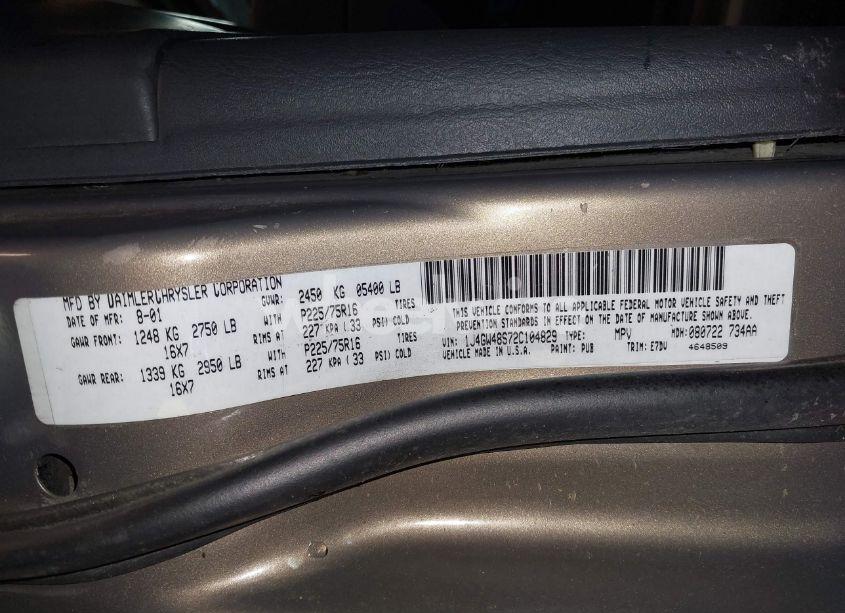 MFD BY DAIMLERCHRYSLER CORPORATION
DATE OF MFR: 8-01 GVWR: 2450 KG 05400 LB
GAWR FRONT: 1248 KG 2750 LB WITH P225/75R16 TIRES
16X7 RIMS AT 227 KPA ( 33 PSI) COLD
GAWR REAR: 1339 KG 2950 LB WITH P225/75R16 TIRES
16X7 RIMS AT 227 KPA ( 33 PSI) COLD
THIS VEHICLE CONFORMS TO ALL APPLICABLE FEDERAL MOTOR VEHICLE SAFETY AND THEFT
PREVENTION STANDARDS IN EFFECT ON THE DATE OF MANUFACTURE SHOWN ABOVE.
VIN: 1J4GW48S72C104829 TYPE: MPV MDH: 080722 734AA
VEHICLE MADE IN U.S.A. PAINT: PUB TRIM: E7DV 4648509